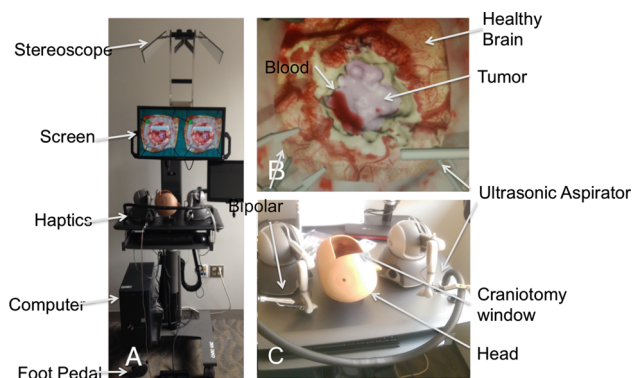 Stereoscope
Screen
Haptics
Computer
Foot Pedal
A
Blood
Healthy
Brain
Tumor
B
Bipolar
Ultrasonic Aspirator
Craniotomy
window
Head
C